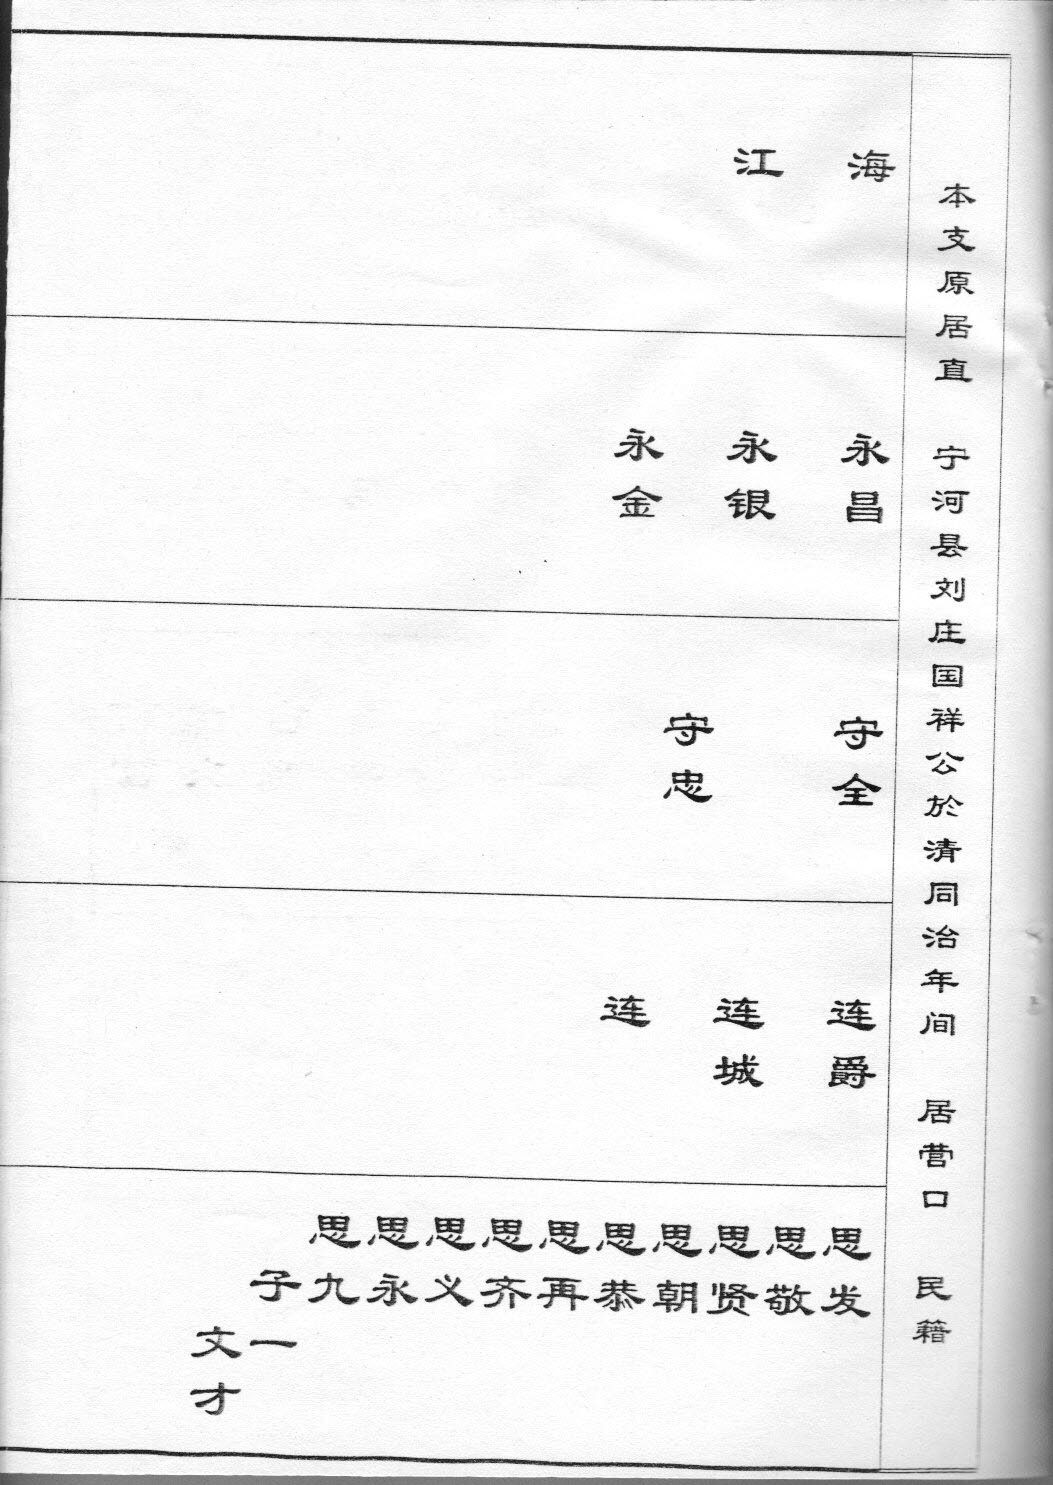 本支原居直 宁河县刘庄国祥公於清同治年间 居营口 民籍
海
江
永昌
永银
永金
守全
守忠
连爵
连城
连
思发
思敬
思贤
思朝
思恭
思再
思齐
思义
思永
思九
子一
文才